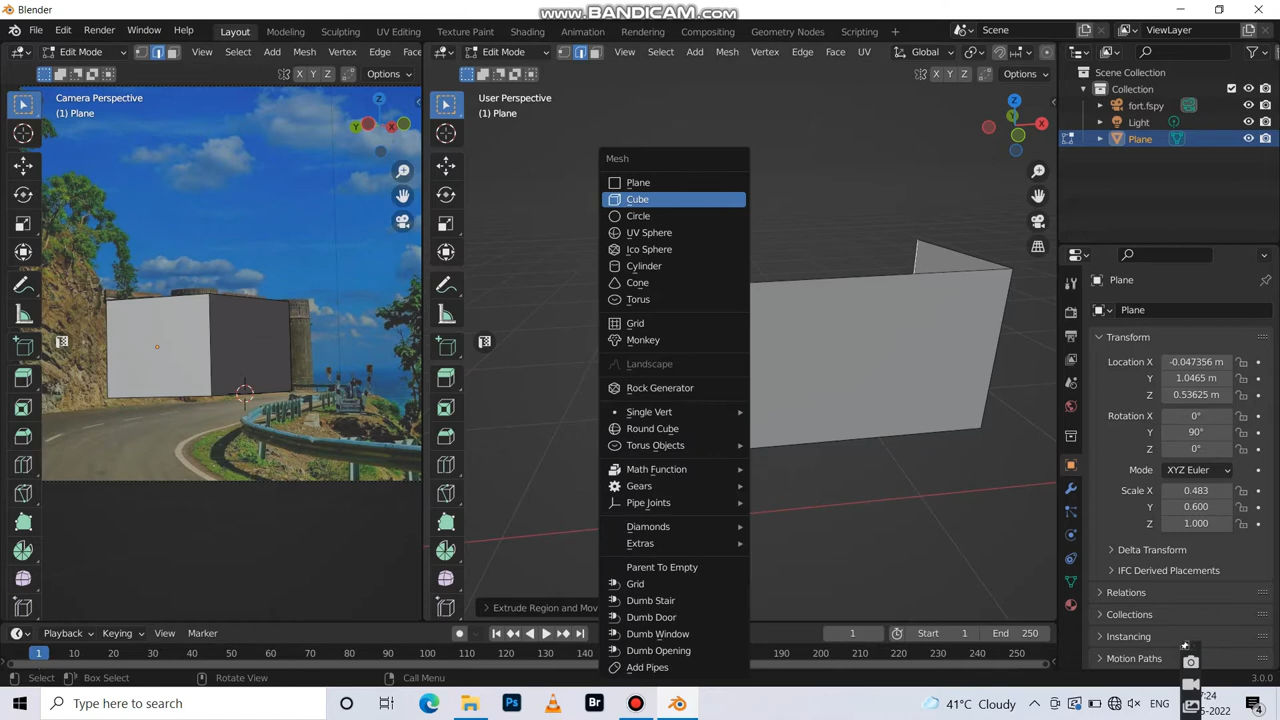 Blender
www.BANDICAM.com
File Edit Render Window Help Layout Modeling Sculpting UV Editing Texture Paint Shading Animation Rendering Compositing Geometry Nodes Scripting + Scene ViewLayer
Edit Mode View Select Add Mesh Vertex Edge Face Edit Mode View Select Add Mesh Vertex Edge Face UV Global
X Y Z Options X Y Z Options
Scene Collection
Collection
fort.fspy
Light
Plane
Camera Perspective
(1) Plane
User Perspective
(1) Plane
Z
Y
X
Z
Y
X
Mesh
Plane
Cube
Circle
UV Sphere
Ico Sphere
Cylinder
Cone
Torus
Grid
Monkey
Landscape
Rock Generator
Single Vert
Round Cube
Torus Objects
Math Function
Gears
Pipe Joints
Diamonds
Extras
Parent To Empty
Grid
Dumb Stair
Dumb Door
Dumb Window
Dumb Opening
Add Pipes
Extrude Region and Mov
Plane
Plane
Transform
Location X -0.047356 m
Y 1.0465 m
Z 0.53625 m
Rotation X 0°
Y 90°
Z 0°
Mode XYZ Euler
Scale X 0.483
Y 0.600
Z 1.000
Delta Transform
IFC Derived Placements
Relations
Collections
Instancing
Motion Paths
Playback Keying View Marker 1 Start 1 End 250
1 10 20 30 40 50 60 70 80 90 100 110 120 130 190 200 210 220 230 240 250
Select Box Select Rotate View Call Menu 3.0.0
Type here to search Ps Br 41°C Cloudy ENG 4